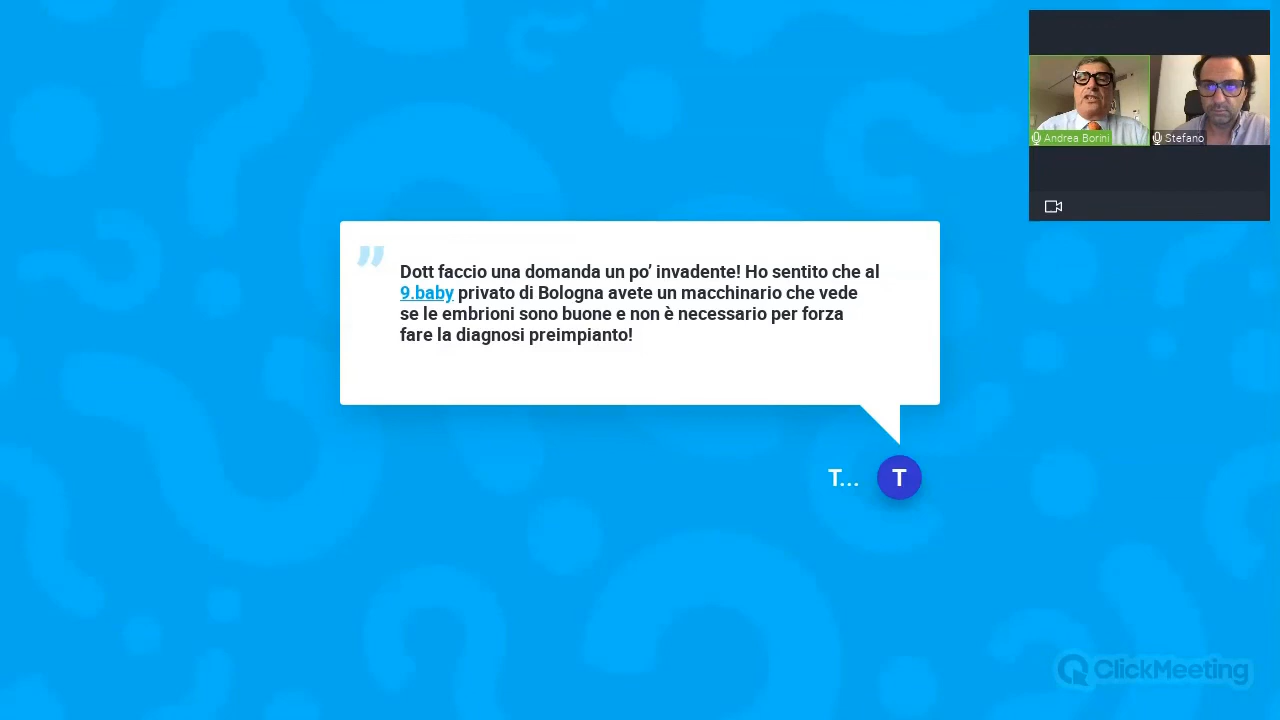 Andrea Borini
Stefano
Dott faccio una domanda un po’ invadente! Ho sentito che al
9.baby privato di Bologna avete un macchinario che vede
se le embrioni sono buone e non è necessario per forza
fare la diagnosi preimpianto!
T... T
ClickMeeting